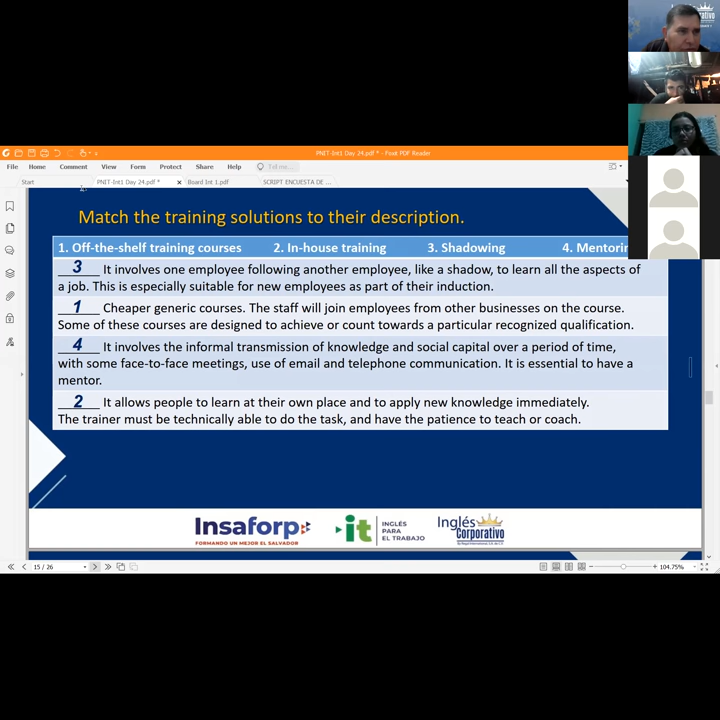 Inglés
Corporativo
PNIT-Int1 Day 24.pdf * - Foxit PDF Reader
File Home Comment View Form Protect Share Help Tell me...
Start PNIT-Int1 Day 24.pdf * Board Int 1.pdf SCRIPT ENCUESTA DE ...
Match the training solutions to their description.
1. Off-the-shelf training courses 2. In-house training 3. Shadowing 4. Mentorin
3 It involves one employee following another employee, like a shadow, to learn all the aspects of
a job. This is especially suitable for new employees as part of their induction.
1 Cheaper generic courses. The staff will join employees from other businesses on the course.
Some of these courses are designed to achieve or count towards a particular recognized qualification.
4 It involves the informal transmission of knowledge and social capital over a period of time,
with some face-to-face meetings, use of email and telephone communication. It is essential to have a
mentor.
2 It allows people to learn at their own place and to apply new knowledge immediately.
The trainer must be technically able to do the task, and have the patience to teach or coach.
Insaforp
FORMANDO UN MEJOR EL SALVADOR
it
INGLÉS
PARA
EL TRABAJO
Inglés
Corporativo
15 / 26
104.75%